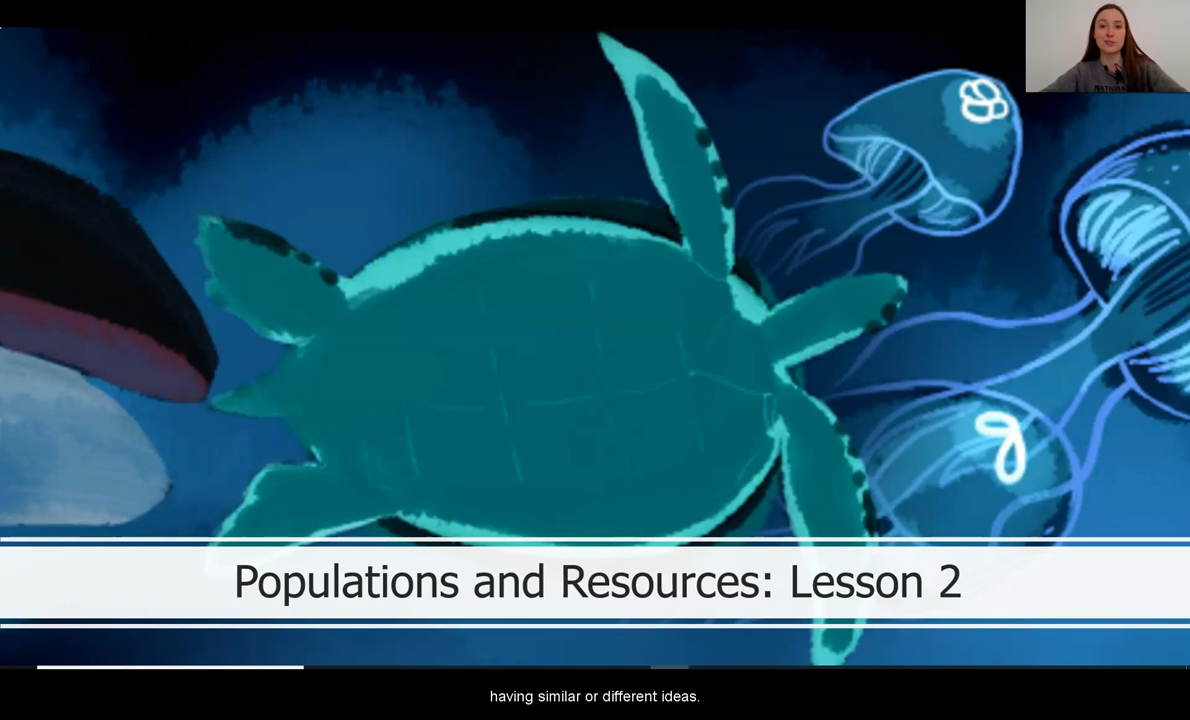 Populations and Resources: Lesson 2
having similar or different ideas.